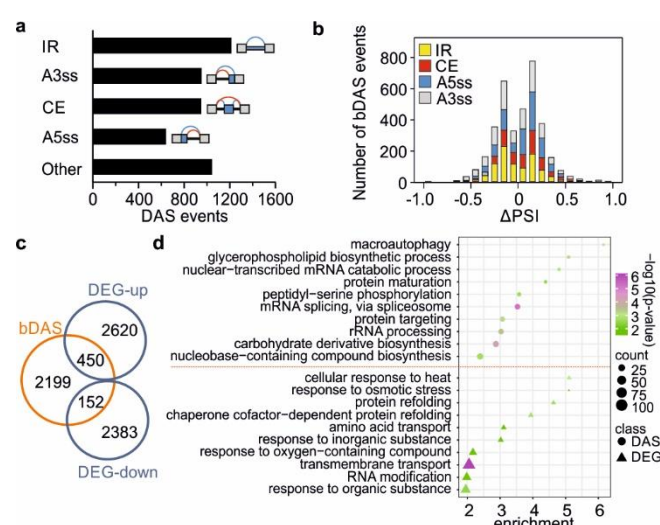 a
IR
A3ss
CE
A5ss
Other
0 400 800 1200 1600
DAS events
b
Number of bDAS events
800
600
400
200
0
IR
CE
A5ss
A3ss
-1.0 -0.5 0 0.5 1.0
ΔPSI
c
DEG-up
bDAS
2620
450
2199
152
2383
DEG-down
d
macroautophagy
glycerophospholipid biosynthetic process
nuclear-transcribed mRNA catabolic process
protein maturation
peptidyl-serine phosphorylation
mRNA splicing, via spliceosome
protein targeting
rRNA processing
carbohydrate derivative biosynthesis
nucleobase-containing compound biosynthesis
cellular response to heat
response to osmotic stress
protein refolding
chaperone cofactor-dependent protein refolding
amino acid transport
response to inorganic substance
response to oxygen-containing compound
transmembrane transport
RNA modification
response to organic substance
2 3 4 5 6
enrichment
-log10(p-value)
6
5
4
3
2
count
25
50
75
100
class
DAS
DEG